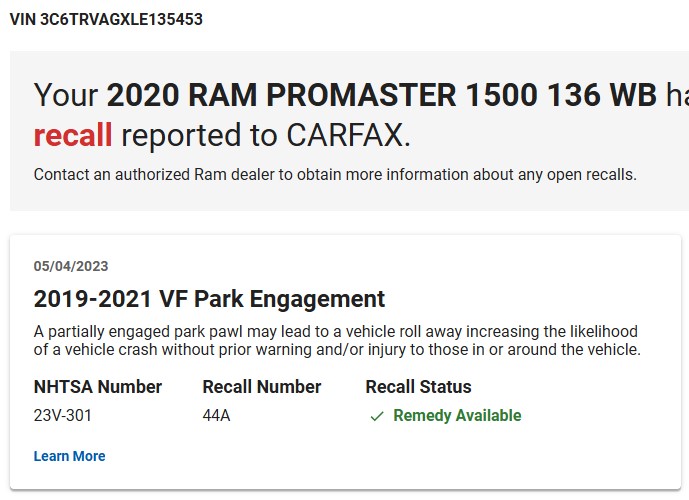 VIN 3C6TRVAGXLE135453
Your 2020 RAM PROMASTER 1500 136 WB
recall reported to CARFAX.
Contact an authorized Ram dealer to obtain more information about any open recalls.
05/04/2023
2019-2021 VF Park Engagement
A partially engaged park pawl may lead to a vehicle roll away increasing the likelihood
of a vehicle crash without prior warning and/or injury to those in or around the vehicle.
NHTSA Number Recall Number Recall Status
23V-301 44A Remedy Available
Learn More